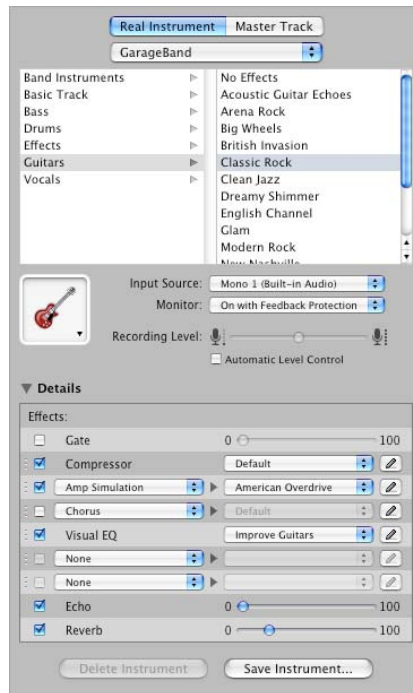 Real Instrument Master Track
GarageBand
Band Instruments
Basic Track
Bass
Drums
Effects
Guitars
Vocals
No Effects
Acoustic Guitar Echoes
Arena Rock
Big Wheels
British Invasion
Classic Rock
Clean Jazz
Dreamy Shimmer
English Channel
Glam
Modern Rock
New Nashville
Input Source: Mono 1 (Built-in Audio)
Monitor: On with Feedback Protection
Recording Level:
Automatic Level Control
Details
Effects:
Gate 0 100
Compressor Default
Amp Simulation American Overdrive
Chorus Default
Visual EQ Improve Guitars
None
None
Echo 0 100
Reverb 0 100
Delete Instrument Save Instrument...